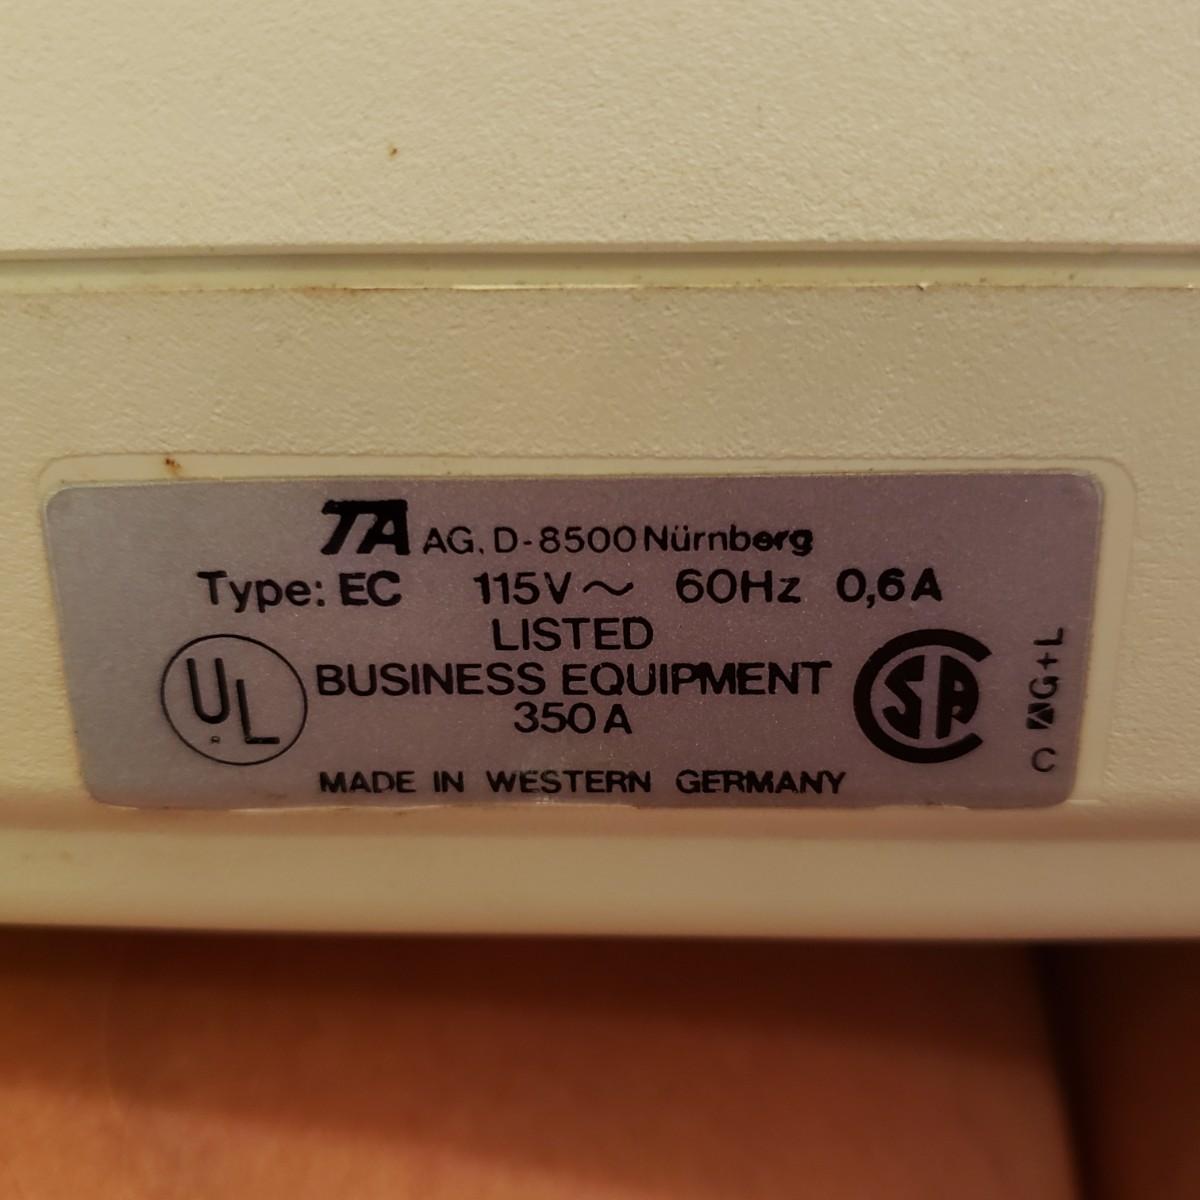 TA AG. D-8500 Nürnberg
Type: EC 115V~ 60Hz 0,6A
LISTED
UL
®
BUSINESS EQUIPMENT
350A
SA
MADE IN WESTERN GERMANY
G+L
C